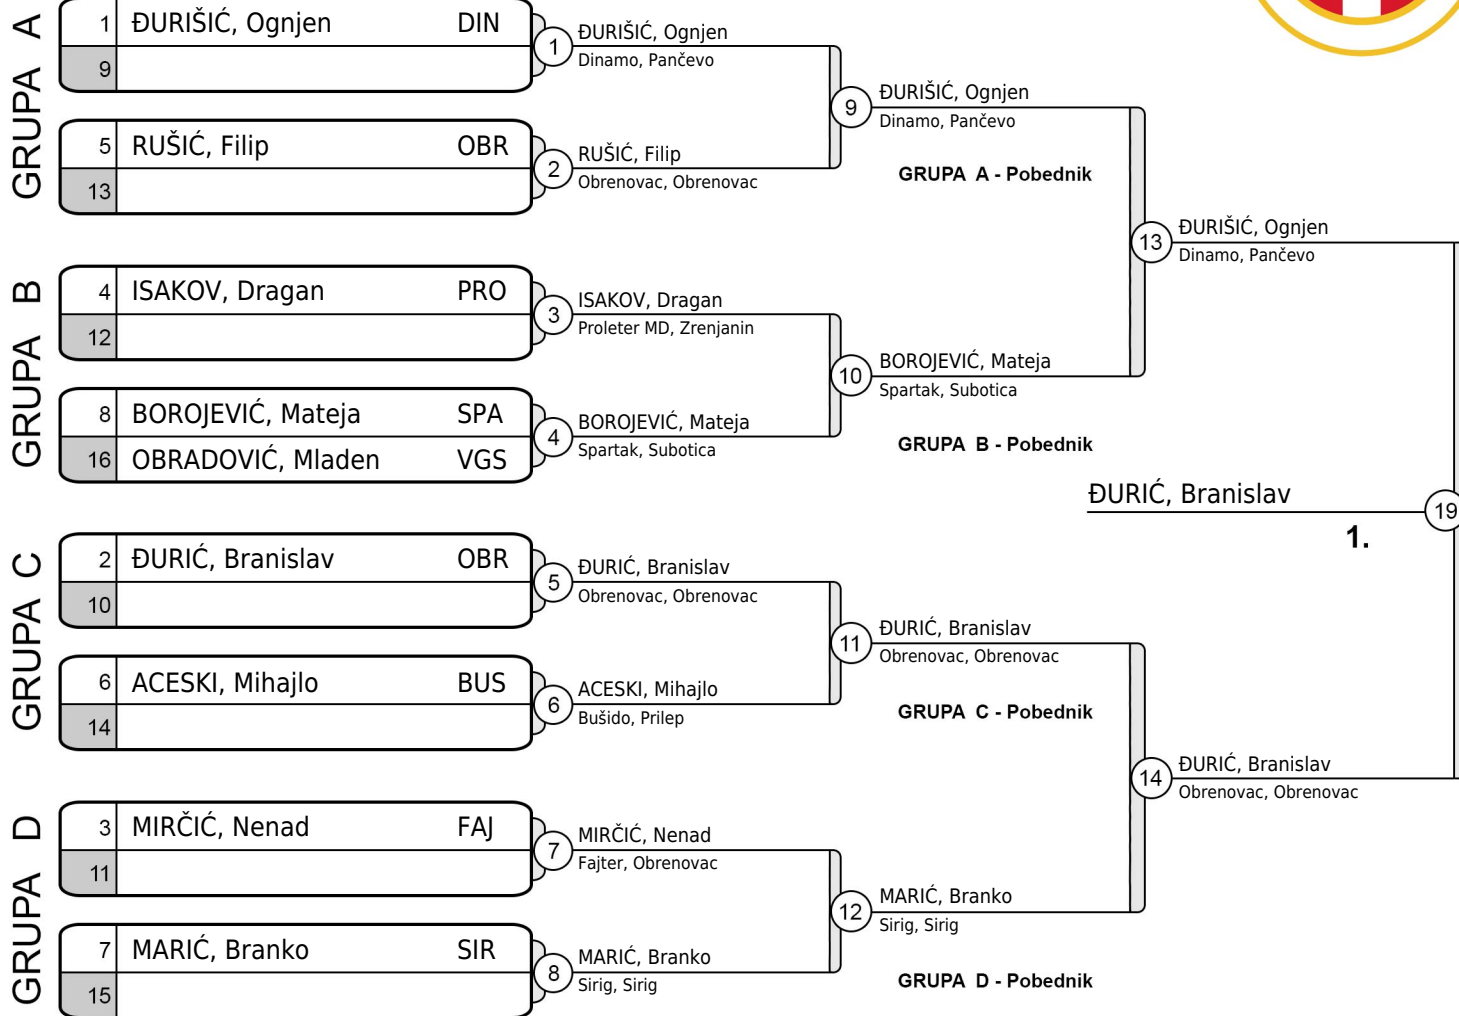 GRUPA A
1 ĐURIŠIĆ, Ognjen DIN
9
1
ĐURIŠIĆ, Ognjen
Dinamo, Pančevo
5 RUŠIĆ, Filip OBR
13
2
RUŠIĆ, Filip
Obrenovac, Obrenovac
9
ĐURIŠIĆ, Ognjen
Dinamo, Pančevo
GRUPA A - Pobednik
GRUPA B
4 ISAKOV, Dragan PRO
12
3
ISAKOV, Dragan
Proleter MD, Zrenjanin
8 BOROJEVIĆ, Mateja SPA
16 OBRADOVIĆ, Mladen VGS
4
BOROJEVIĆ, Mateja
Spartak, Subotica
10
BOROJEVIĆ, Mateja
Spartak, Subotica
GRUPA B - Pobednik
13
ĐURIŠIĆ, Ognjen
Dinamo, Pančevo
ĐURIĆ, Branislav
19
1.
GRUPA C
2 ĐURIĆ, Branislav OBR
10
5
ĐURIĆ, Branislav
Obrenovac, Obrenovac
6 ACESKI, Mihajlo BUS
14
6
ACESKI, Mihajlo
Bušido, Prilep
11
ĐURIĆ, Branislav
Obrenovac, Obrenovac
GRUPA C - Pobednik
GRUPA D
3 MIRČIĆ, Nenad FAJ
11
7
MIRČIĆ, Nenad
Fajter, Obrenovac
7 MARIĆ, Branko SIR
15
8
MARIĆ, Branko
Sirig, Sirig
12
MARIĆ, Branko
Sirig, Sirig
GRUPA D - Pobednik
14
ĐURIĆ, Branislav
Obrenovac, Obrenovac